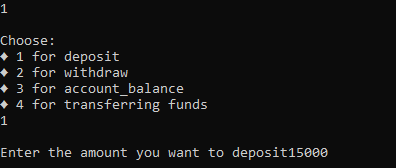 1
Choose:
♦ 1 for deposit
♦ 2 for withdraw
♦ 3 for account_balance
♦ 4 for transferring funds
1
Enter the amount you want to deposit15000